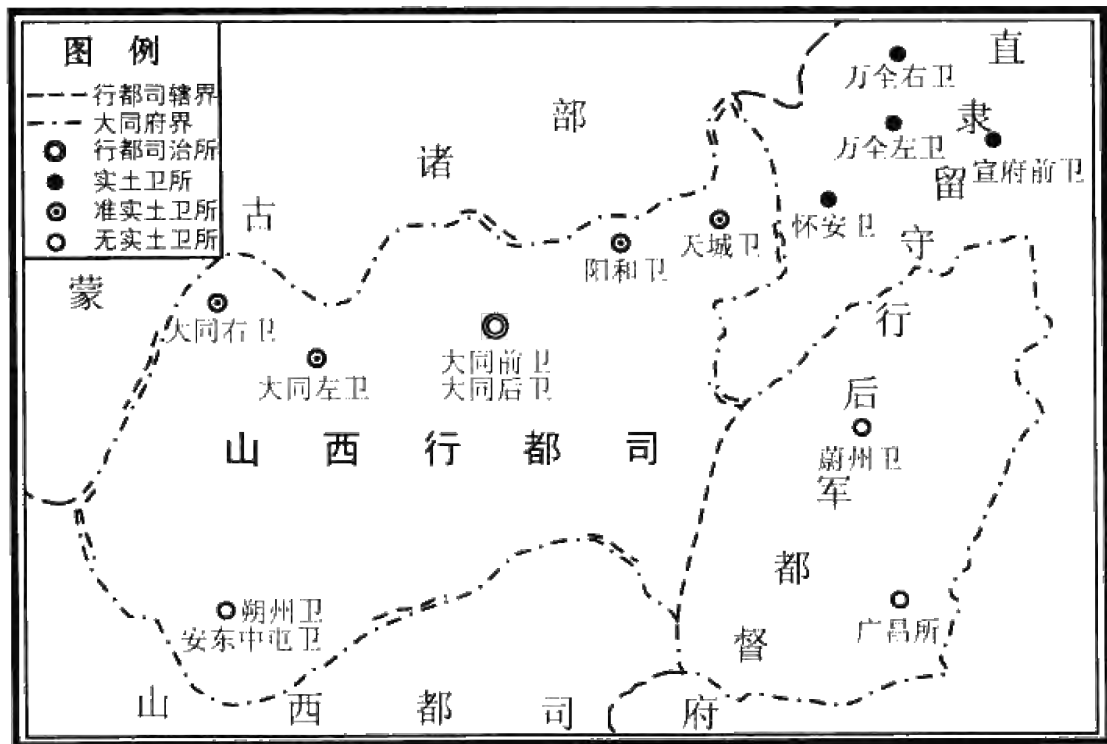 图 例
行都司辖界
大同府界
行都司治所
实土卫所
准实土卫所
无实土卫所
蒙古诸部
直隶留守行后军都督府
万全右卫
万全左卫
宣府前卫
怀安卫
天城卫
阳和卫
大同右卫
大同左卫
大同前卫
大同后卫
山西行都司
蔚州卫
广昌所
朔州卫
安东中屯卫
山西都司